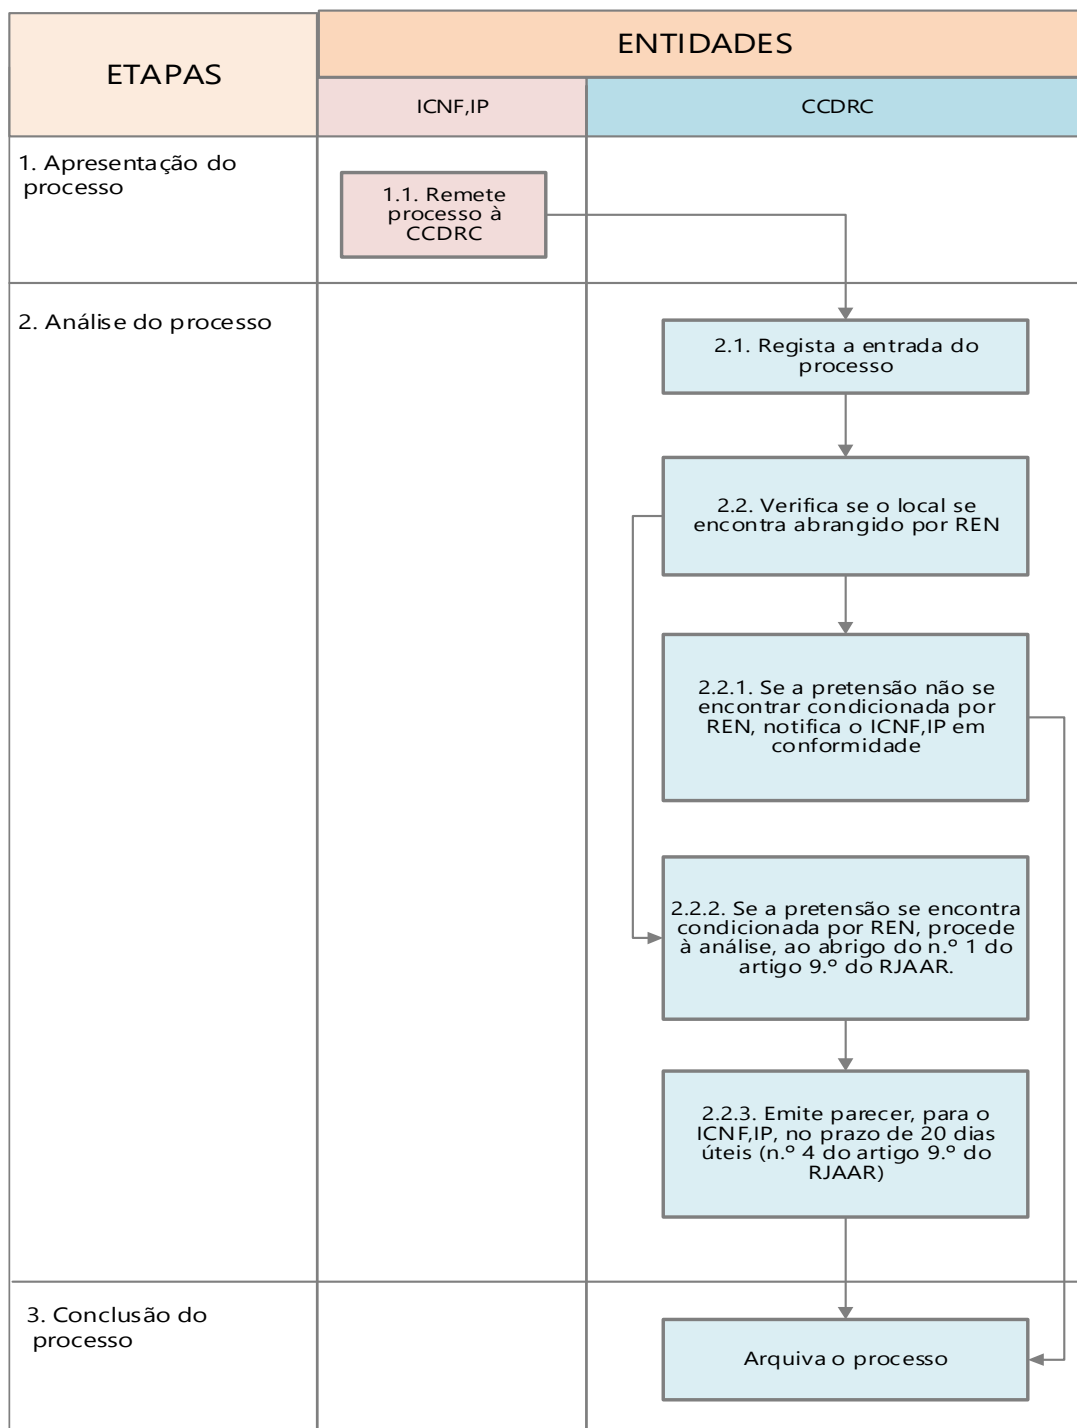 ETAPAS
ENTIDADES
ICNF,IP
CCDRC
1. Apresentação do
processo
1.1. Remete
processo à
CCDRC
2. Análise do processo
2.1. Regista a entrada do
processo
2.2. Verifica se o local se
encontra abrangido por REN
2.2.1. Se a pretensão não se
encontrar condicionada por
REN, notifica o ICNF,IP em
conformidade
2.2.2. Se a pretensão se encontra
condicionada por REN, procede
à análise, ao abrigo do n.º 1 do
artigo 9.º do RJAAR.
2.2.3. Emite parecer, para o
ICNF,IP, no prazo de 20 dias
úteis (n.º 4 do artigo 9.º do
RJAAR)
3. Conclusão do
processo
Arquiva o processo